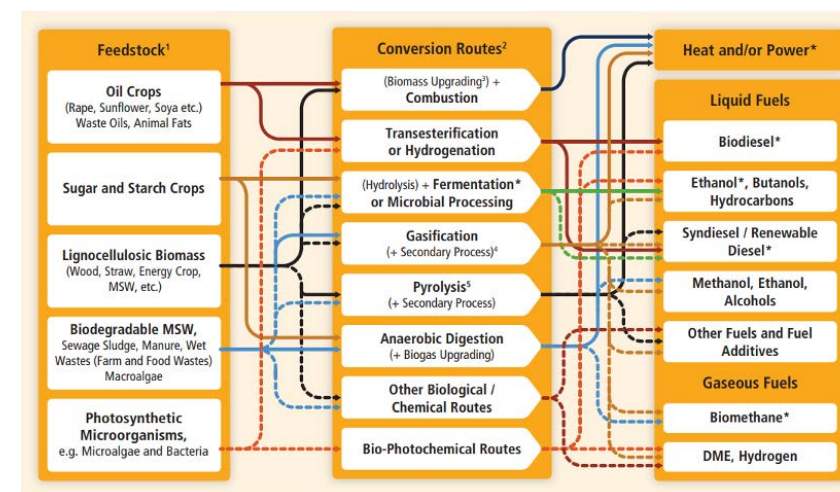 Feedstock¹
Oil Crops
(Rape, Sunflower, Soya etc.)
Waste Oils, Animal Fats
Sugar and Starch Crops
Lignocellulosic Biomass
(Wood, Straw, Energy Crop,
MSW, etc.)
Biodegradable MSW,
Sewage Sludge, Manure, Wet
Wastes (Farm and Food Wastes)
Macroalgae
Photosynthetic
Microorganisms,
e.g. Microalgae and Bacteria
Conversion Routes²
(Biomass Upgrading³) +
Combustion
Transesterification
or Hydrogenation
(Hydrolysis) + Fermentation*
or Microbial Processing
Gasification
(+ Secondary Process)⁴
Pyrolysis⁵
(+ Secondary Process)
Anaerobic Digestion
(+ Biogas Upgrading)
Other Biological /
Chemical Routes
Bio-Photochemical Routes
Heat and/or Power*
Liquid Fuels
Biodiesel*
Ethanol*, Butanols,
Hydrocarbons
Syndiesel / Renewable
Diesel*
Methanol, Ethanol,
Alcohols
Other Fuels and Fuel
Additives
Gaseous Fuels
Biomethane*
DME, Hydrogen